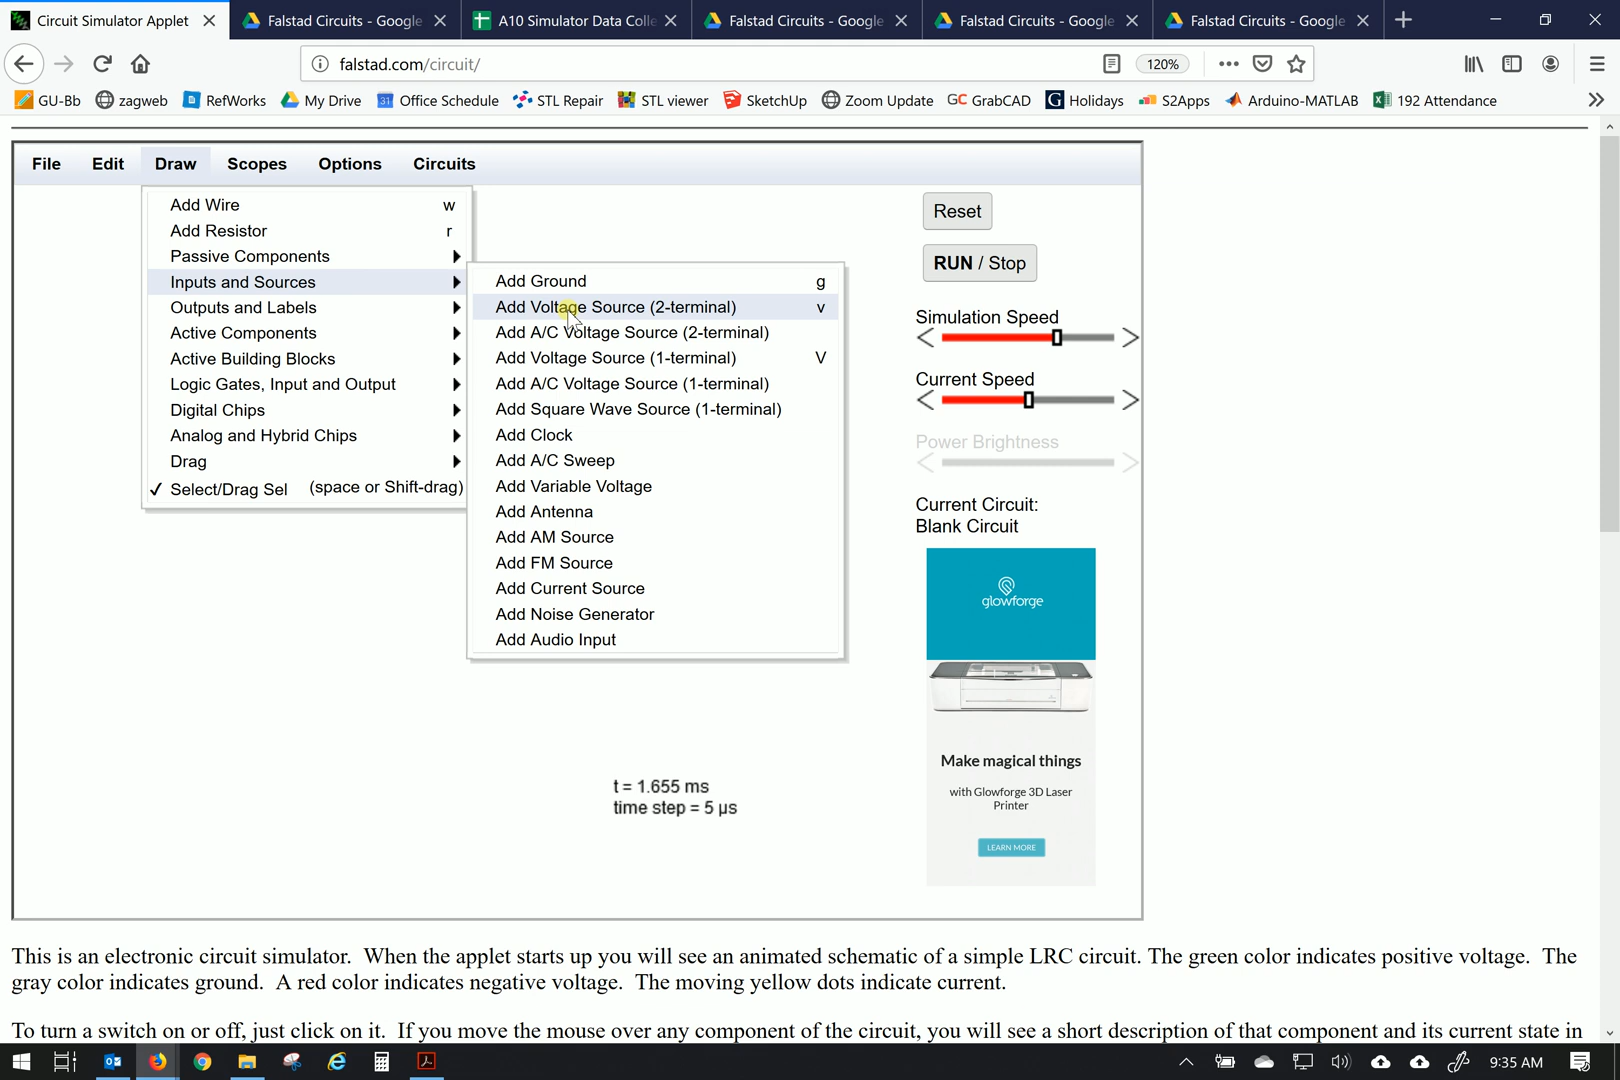 Circuit Simulator Applet
Falstad Circuits - Google
A10 Simulator Data Colle
Falstad Circuits - Google
Falstad Circuits - Google
Falstad Circuits - Google
falstad.com/circuit/
120%
GU-Bb
zagweb
RefWorks
My Drive
31
Office Schedule
STL Repair
STL viewer
SketchUp
Zoom Update
GC GrabCAD
G Holidays
S2Apps
Arduino-MATLAB
192 Attendance
File
Edit
Draw
Scopes
Options
Circuits
Add Wire w
Add Resistor r
Passive Components
Inputs and Sources
Outputs and Labels
Active Components
Active Building Blocks
Logic Gates, Input and Output
Digital Chips
Analog and Hybrid Chips
Drag
✓ Select/Drag Sel (space or Shift-drag)
Add Ground g
Add Voltage Source (2-terminal) v
Add A/C Voltage Source (2-terminal)
Add Voltage Source (1-terminal) V
Add A/C Voltage Source (1-terminal)
Add Square Wave Source (1-terminal)
Add Clock
Add A/C Sweep
Add Variable Voltage
Add Antenna
Add AM Source
Add FM Source
Add Current Source
Add Noise Generator
Add Audio Input
Reset
RUN / Stop
Simulation Speed
Current Speed
Power Brightness
Current Circuit:
Blank Circuit
glowforge
Make magical things
with Glowforge 3D Laser
Printer
LEARN MORE
t = 1.655 ms
time step = 5 µs
This is an electronic circuit simulator.  When the applet starts up you will see an animated schematic of a simple LRC circuit. The green color indicates positive voltage.  The
gray color indicates ground.  A red color indicates negative voltage.  The moving yellow dots indicate current.
To turn a switch on or off, just click on it.  If you move the mouse over any component of the circuit, you will see a short description of that component and its current state in
9:35 AM